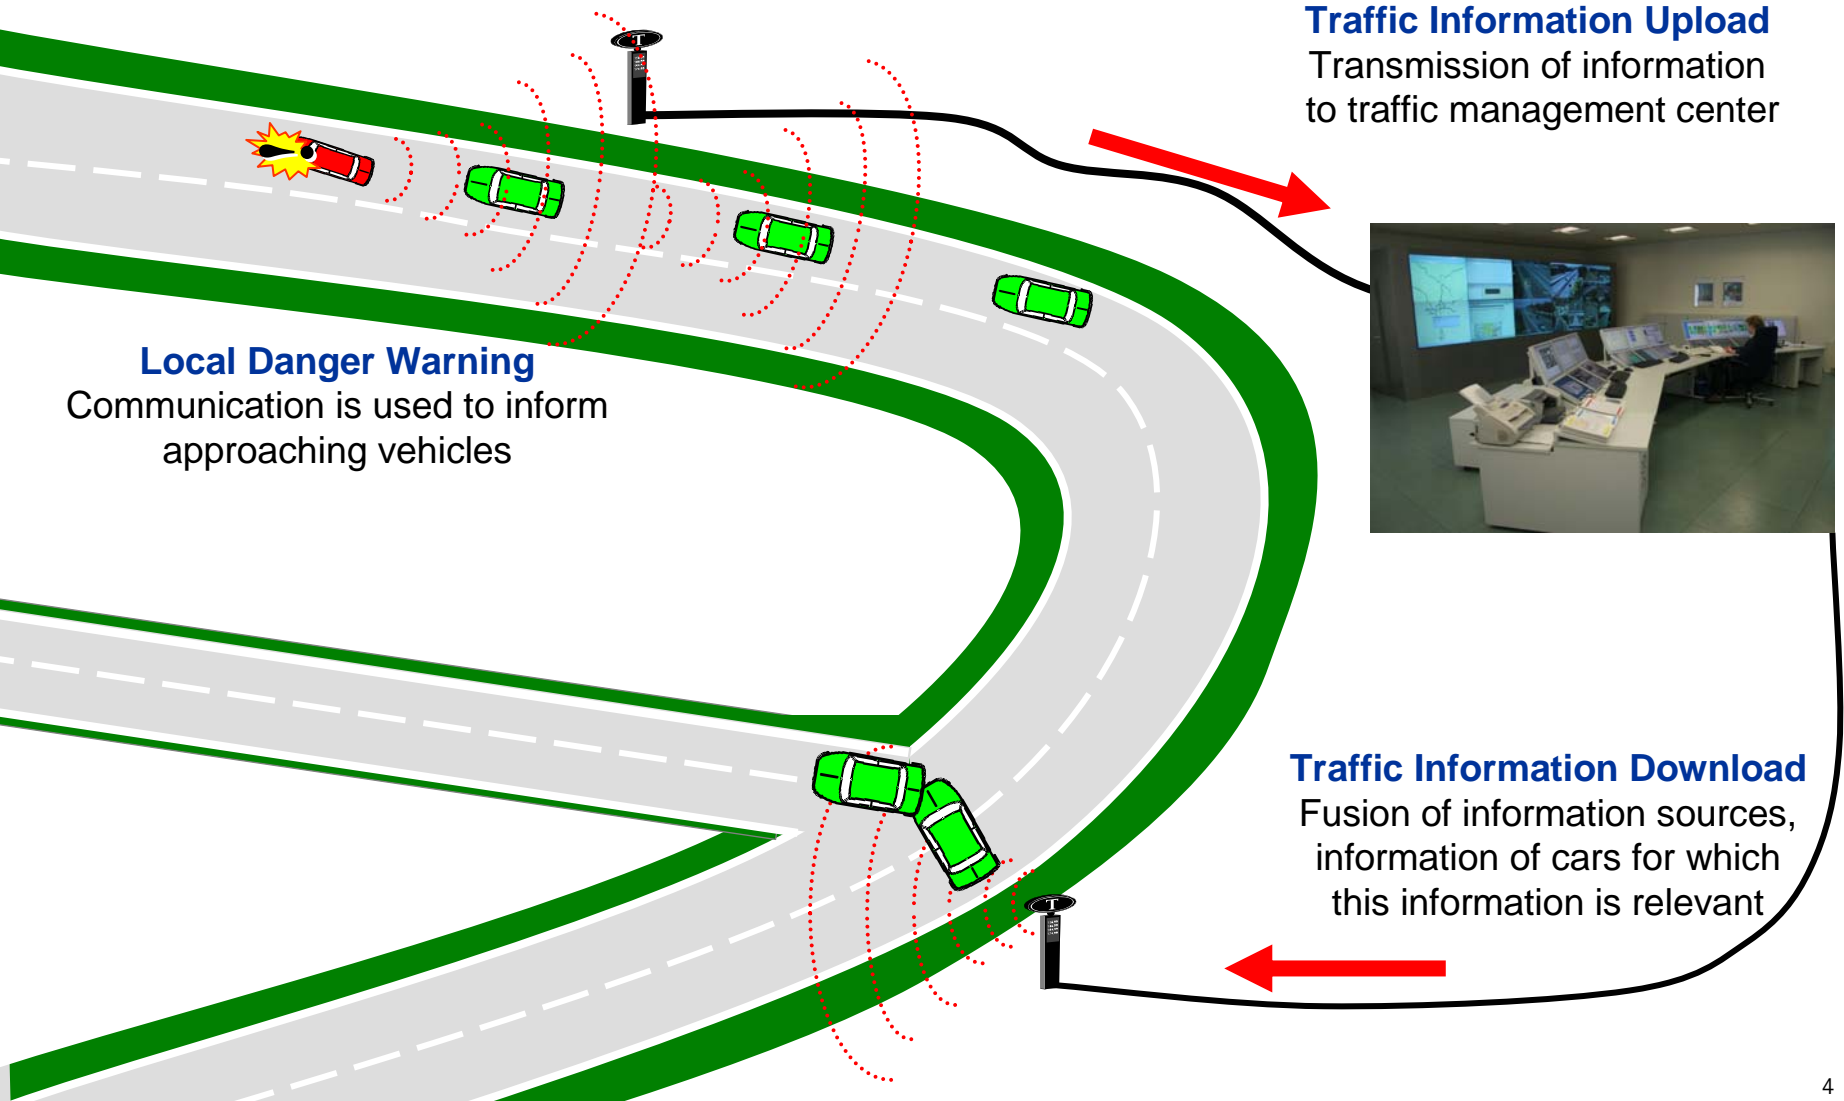 Traffic Information Upload
Transmission of information
to traffic management center
T
Local Danger Warning
Communication is used to inform
approaching vehicles
Traffic Information Download
Fusion of information sources,
information of cars for which
this information is relevant
T
4